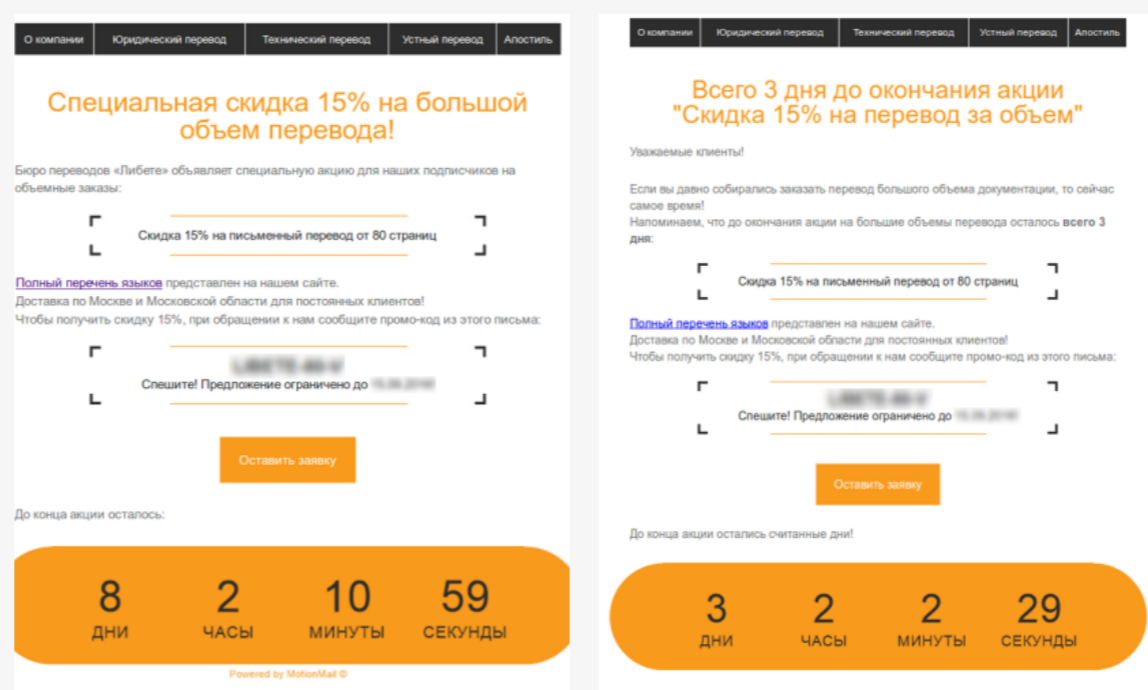 О компании
Юридический перевод
Технический перевод
Устный перевод
Апостиль
Специальная скидка 15% на большой
объем перевода!
Бюро переводов «Либете» объявляет специальную акцию для наших подписчиков на
объемные заказы:
Скидка 15% на письменный перевод от 80 страниц
Полный перечень языков представлен на нашем сайте.
Доставка по Москве и Московской области для постоянных клиентов!
Чтобы получить скидку 15%, при обращении к нам сообщите промо-код из этого письма:
Спешите! Предложение ограничено до
Оставить заявку
До конца акции осталось:
8 2 10 59
ДНИ ЧАСЫ МИНУТЫ СЕКУНДЫ
Powered by MotionMail ©
О компании
Юридический перевод
Технический перевод
Устный перевод
Апостиль
Всего 3 дня до окончания акции
"Скидка 15% на перевод за объем"
Уважаемые клиенты!
Если вы давно собирались заказать перевод большого объема документации, то сейчас
самое время!
Напоминаем, что до окончания акции на большие объемы перевода осталось всего 3
дня:
Скидка 15% на письменный перевод от 80 страниц
Полный перечень языков представлен на нашем сайте.
Доставка по Москве и Московской области для постоянных клиентов!
Чтобы получить скидку 15%, при обращении к нам сообщите промо-код из этого письма:
Спешите! Предложение ограничено до
Оставить заявку
До конца акции остались считанные дни!
3 2 2 29
ДНИ ЧАСЫ МИНУТЫ СЕКУНДЫ